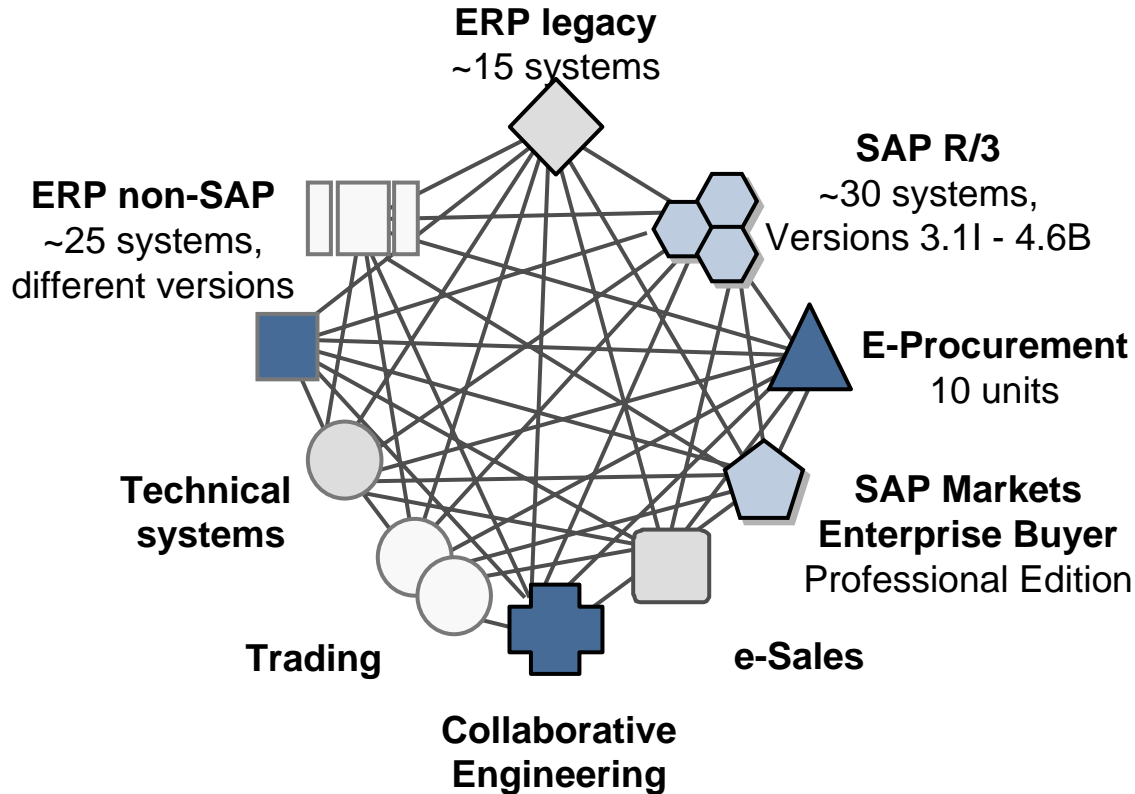 ERP legacy
~15 systems
SAP R/3
~30 systems,
Versions 3.1I - 4.6B
ERP non-SAP
~25 systems,
different versions
E-Procurement
10 units
Technical
systems
SAP Markets
Enterprise Buyer
Professional Edition
Trading
e-Sales
Collaborative
Engineering